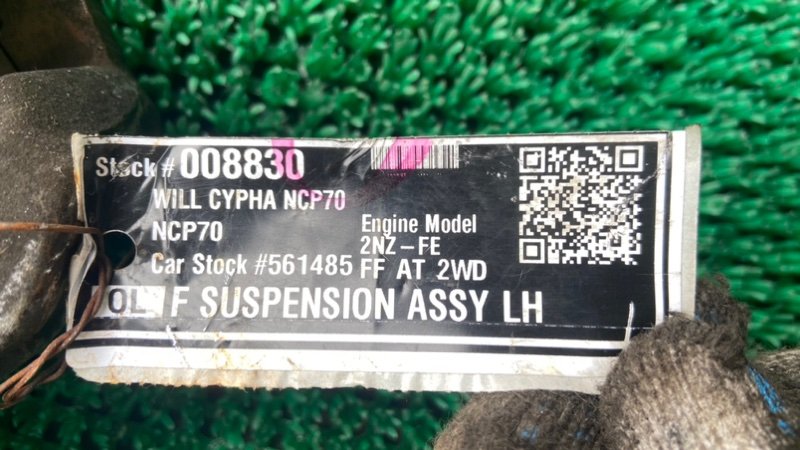 Stock # 008830
WILL CYPHA NCP70
NCP70
Engine Model
2NZ-FE
Car Stock #561485
FF AT 2WD
OL F SUSPENSION ASSY LH